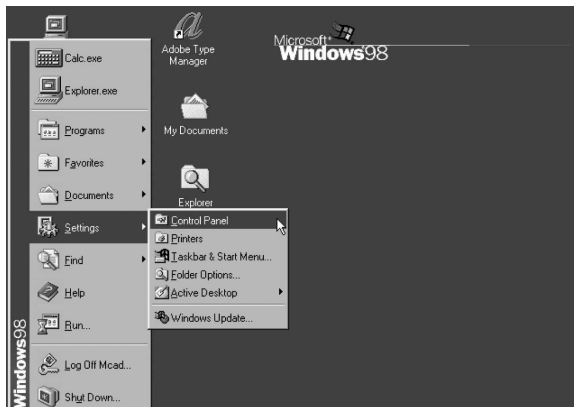 Calc.exe
Explorer.exe
Programs
Favorites
Documents
Settings
Find
Help
Run...
Log Off Mcad...
Shut Down...
Windows98
Adobe Type
Manager
My Documents
Explorer
Control Panel
Printers
Taskbar & Start Menu...
Folder Options...
Active Desktop
Windows Update...
Microsoft
Windows98